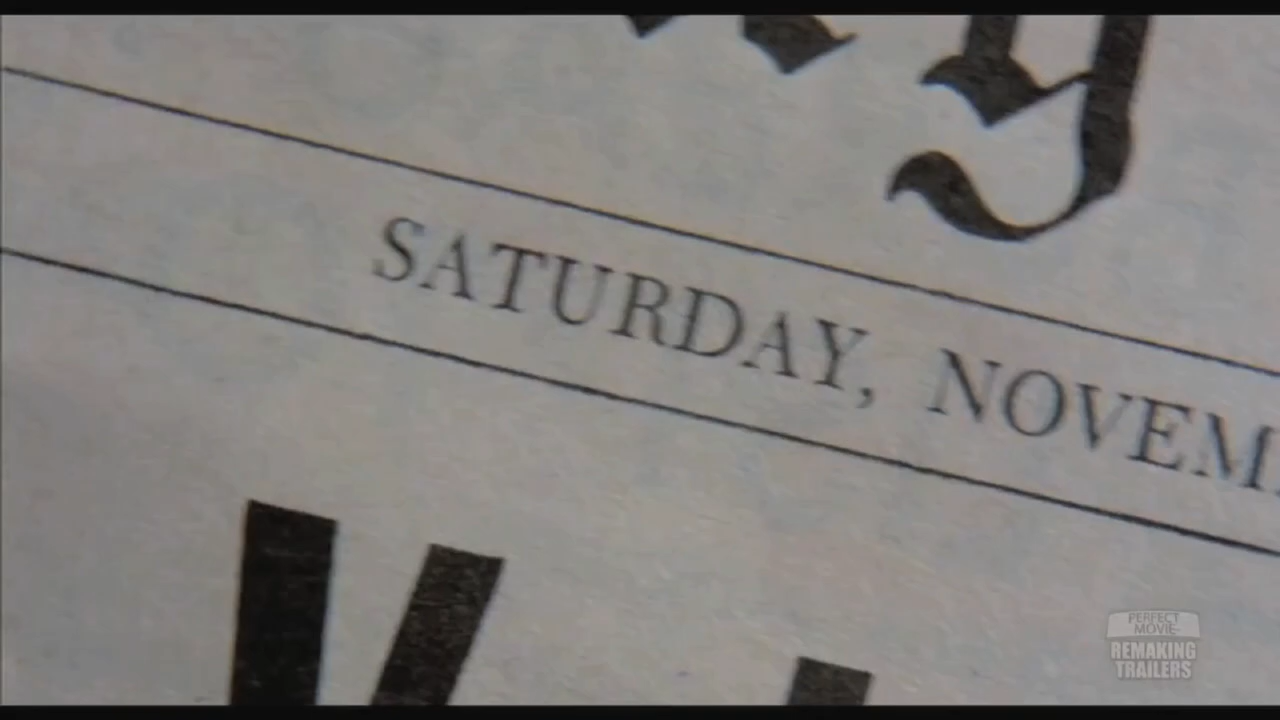 SATURDAY, NOVEM
PERFECT
MOVIE
REMAKING
TRAILERS